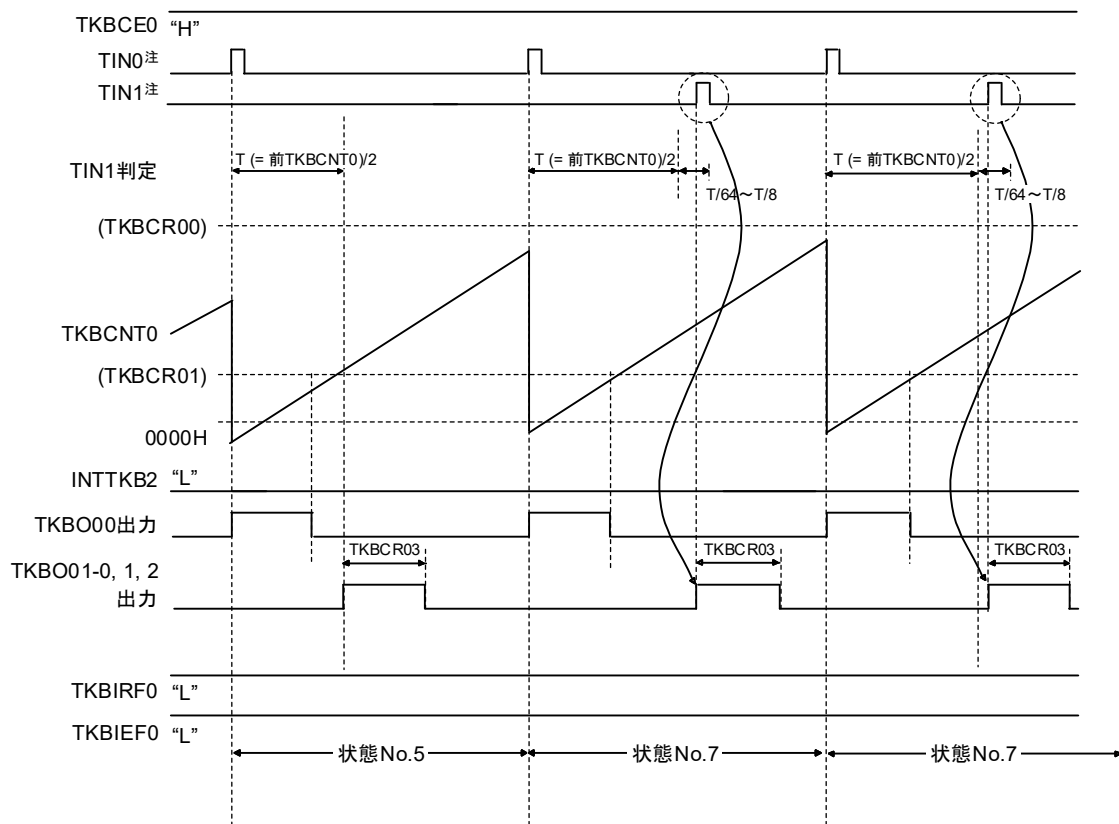 TKBCE0 “H”
TIN0注
TIN1注
TIN1判定
T (= 前TKBCNT0)/2
T (= 前TKBCNT0)/2
T (= 前TKBCNT0)/2
T/64～T/8
T/64～T/8
(TKBCR00)
TKBCNT0
(TKBCR01)
0000H
INTTKB2 “L”
TKBO00出力
TKBCR03
TKBCR03
TKBCR03
TKBO01-0, 1, 2
出力
TKBIRF0 “L”
TKBIEF0 “L”
状態No.5
状態No.7
状態No.7